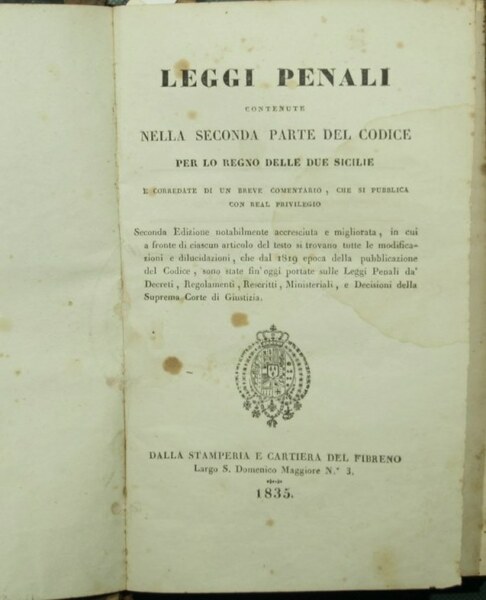 LEGGI PENALI
CONTENUTE
NELLA SECONDA PARTE DEL CODICE
PER LO REGNO DELLE DUE SICILIE
E CORREDATE DI UN BREVE COMENTARIO, CHE SI PUBBLICA
CON REAL PRIVILEGIO
Seconda Edizione notabilmente accresciuta e migliorata, in cui
a fronte di ciascun articolo del testo si trovano tutte le modifica-
zioni e dilucidazioni, che dal 1819 epoca della pubblicazione
del Codice, sono state fin'oggi portate sulle Leggi Penali da'
Decreti, Regolamenti, Rescritti, Ministeriali, e Decisioni della
Suprema Corte di Giustizia.
DALLA STAMPERIA E CARTIERA DEL FIBRENO
Largo S. Domenico Maggiore N.° 3.
1835.